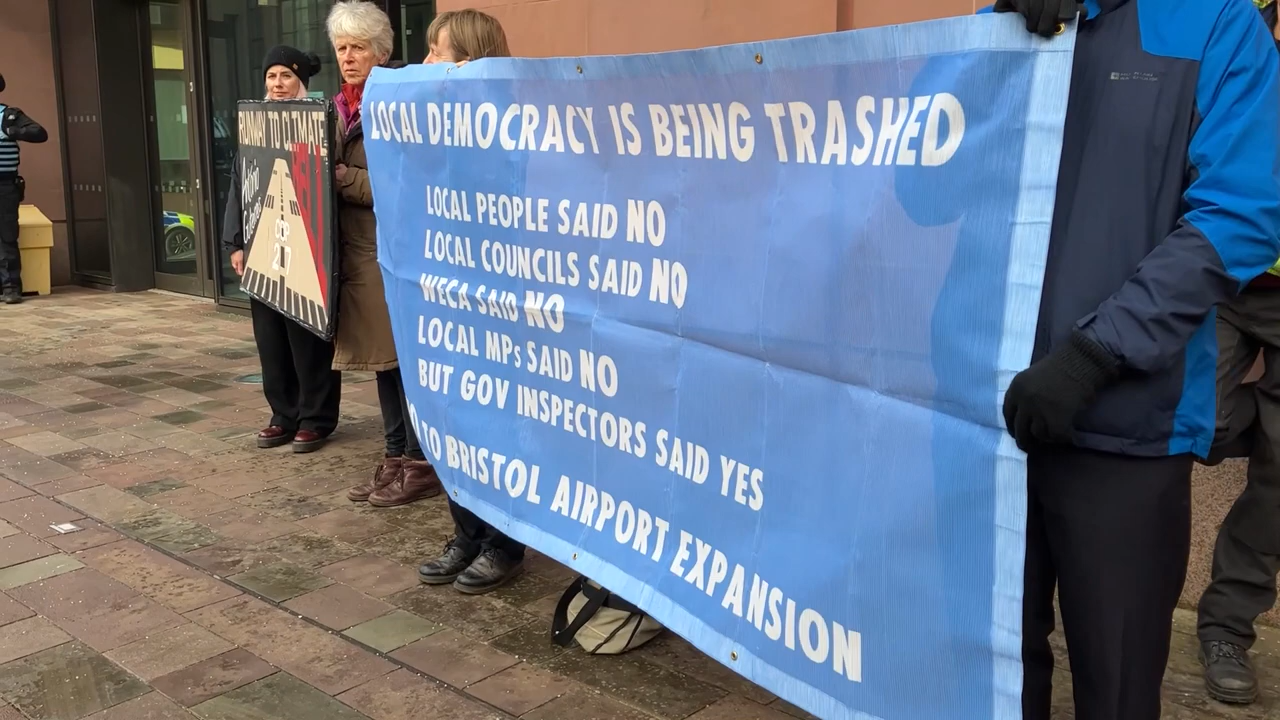 RUNWAY TO CLIMATE
COP
LOCAL DEMOCRACY IS BEING TRASHED
LOCAL PEOPLE SAID NO
LOCAL COUNCILS SAID NO
WECA SAID NO
LOCAL MPs SAID NO
BUT GOV INSPECTORS SAID YES
TO BRISTOL AIRPORT EXPANSION